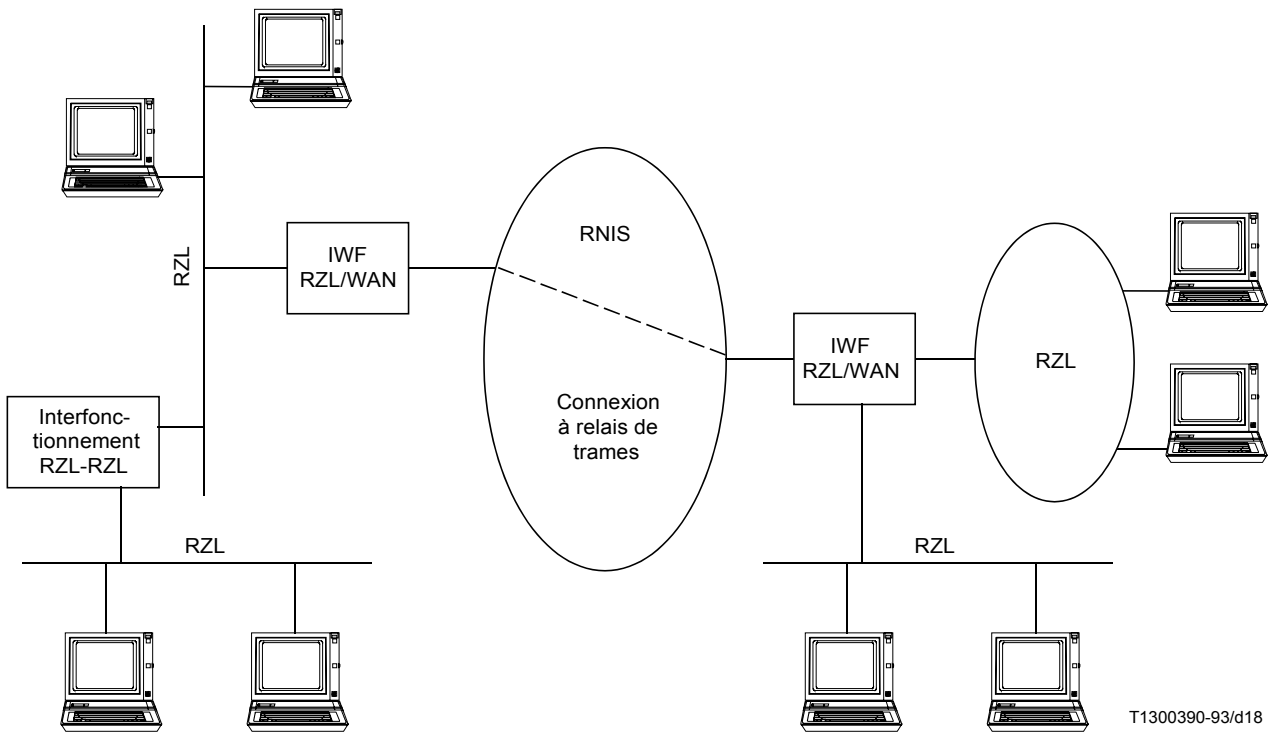 RZL
IWF
RZL/WAN
RNIS
Connexion
à relais de
trames
IWF
RZL/WAN
RZL
Interfonc-
tionnement
RZL-RZL
RZL
RZL
T1300390-93/d18